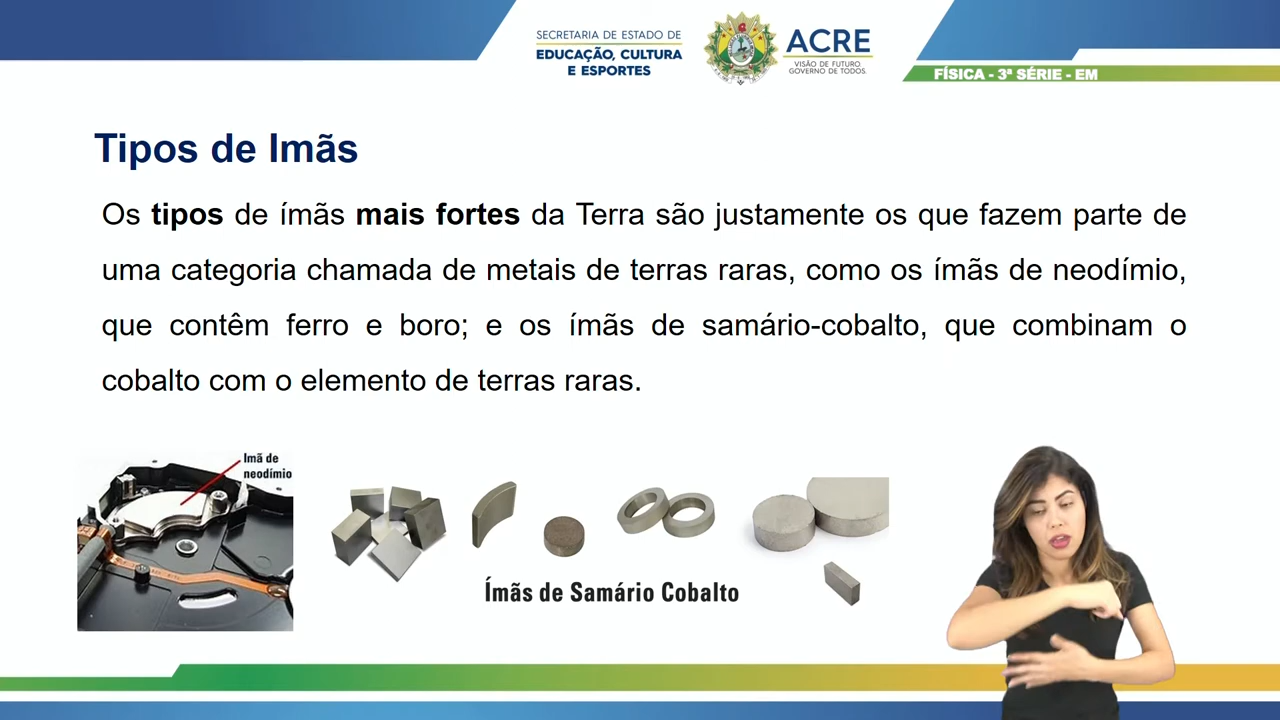 SECRETARIA DE ESTADO DE
EDUCAÇÃO, CULTURA
E ESPORTES
ACRE
VISÃO DE FUTURO.
GOVERNO DE TODOS.
FÍSICA - 3ª SÉRIE - EM
Tipos de Imãs
Os tipos de ímãs mais fortes da Terra são justamente os que fazem parte de
uma categoria chamada de metais de terras raras, como os ímãs de neodímio,
que contêm ferro e boro; e os ímãs de samário-cobalto, que combinam o
cobalto com o elemento de terras raras.
Imã de
neodímio
Ímãs de Samário Cobalto